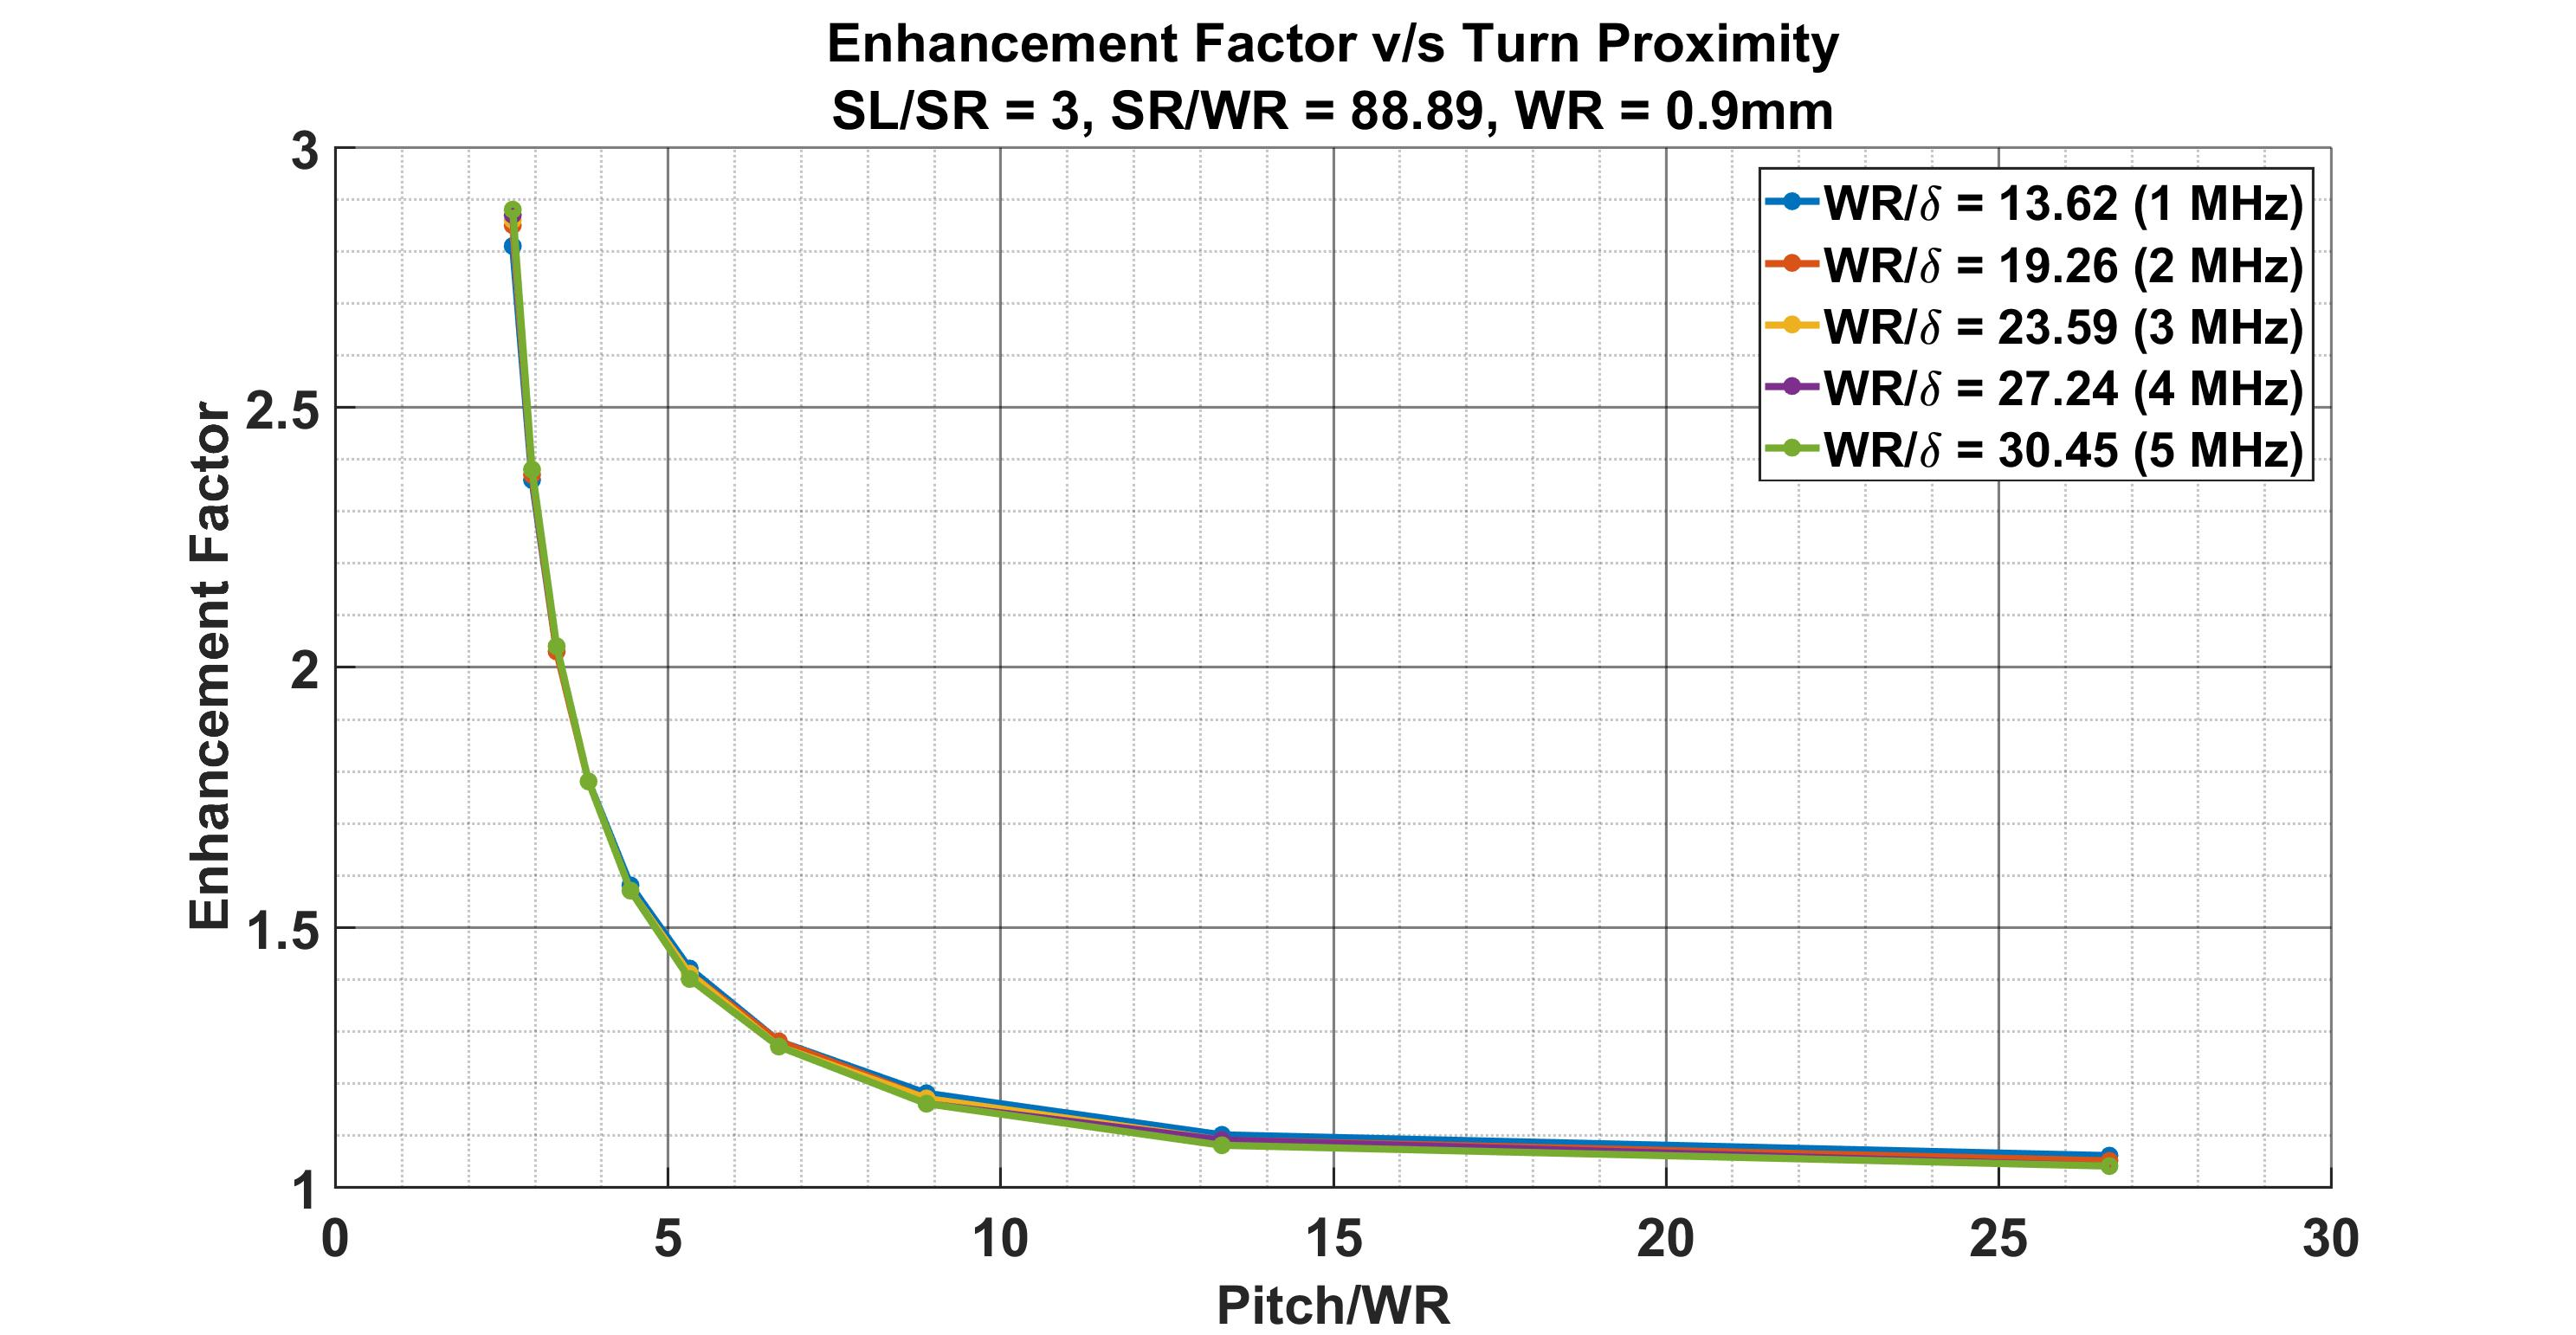 Enhancement Factor v/s Turn Proximity
SL/SR = 3, SR/WR = 88.89, WR = 0.9mm
3
2.5
2
1.5
1
Enhancement Factor
WR/δ = 13.62 (1 MHz)
WR/δ = 19.26 (2 MHz)
WR/δ = 23.59 (3 MHz)
WR/δ = 27.24 (4 MHz)
WR/δ = 30.45 (5 MHz)
0 5 10 15 20 25 30
Pitch/WR